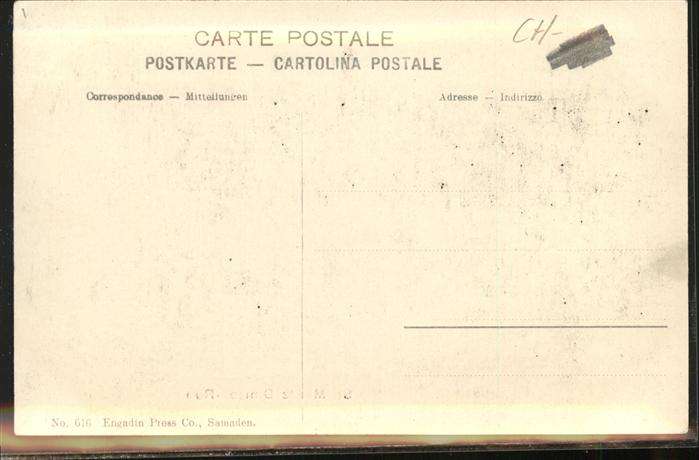 CH-
CARTE POSTALE
POSTKARTE — CARTOLINA POSTALE
Correspondance — Mitteilungen
Adresse — Indirizzo
No. 616 Engadin Press Co., Samaden.